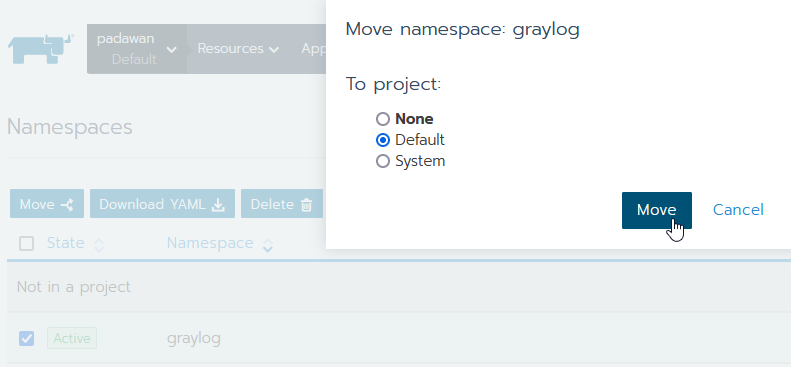 padawan
Default
Resources
App
Namespaces
Move
Download YAML
Delete
State
Namespace
Not in a project
Active
graylog
Move namespace: graylog
To project:
None
Default
System
Move
Cancel